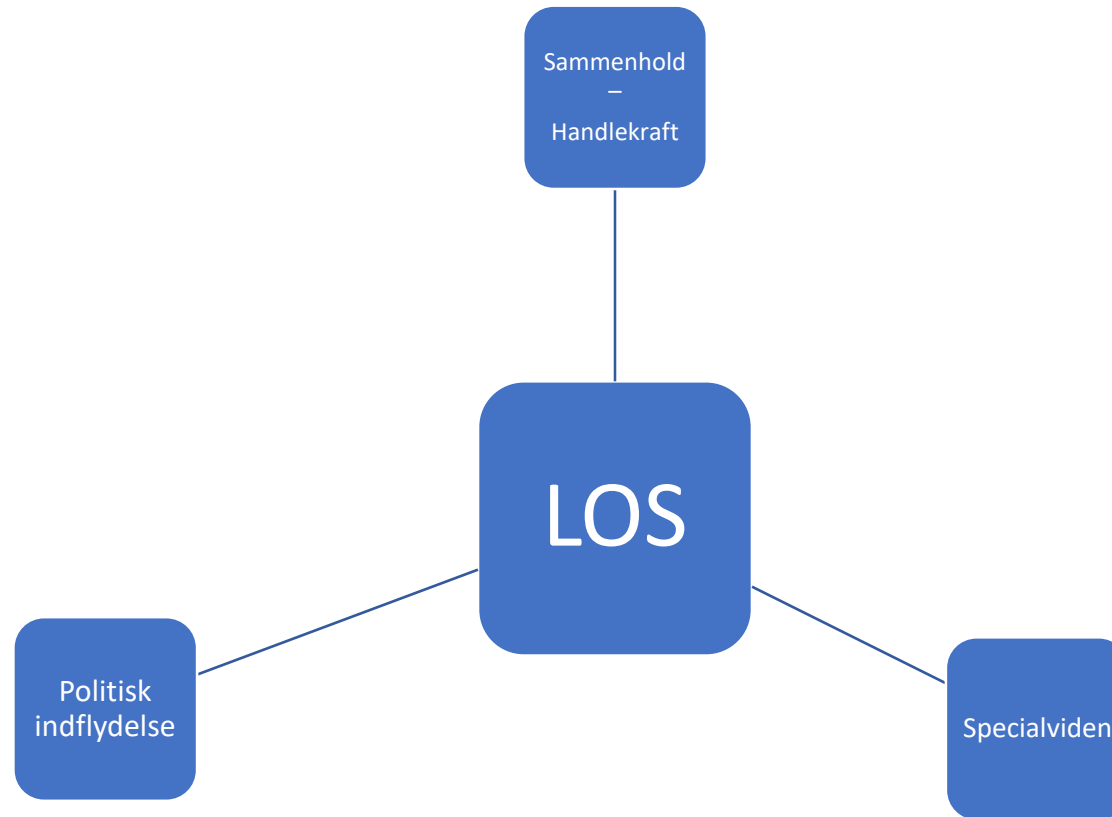 Sammenhold
–
Handlekraft
LOS
Politisk
indflydelse
Specialviden